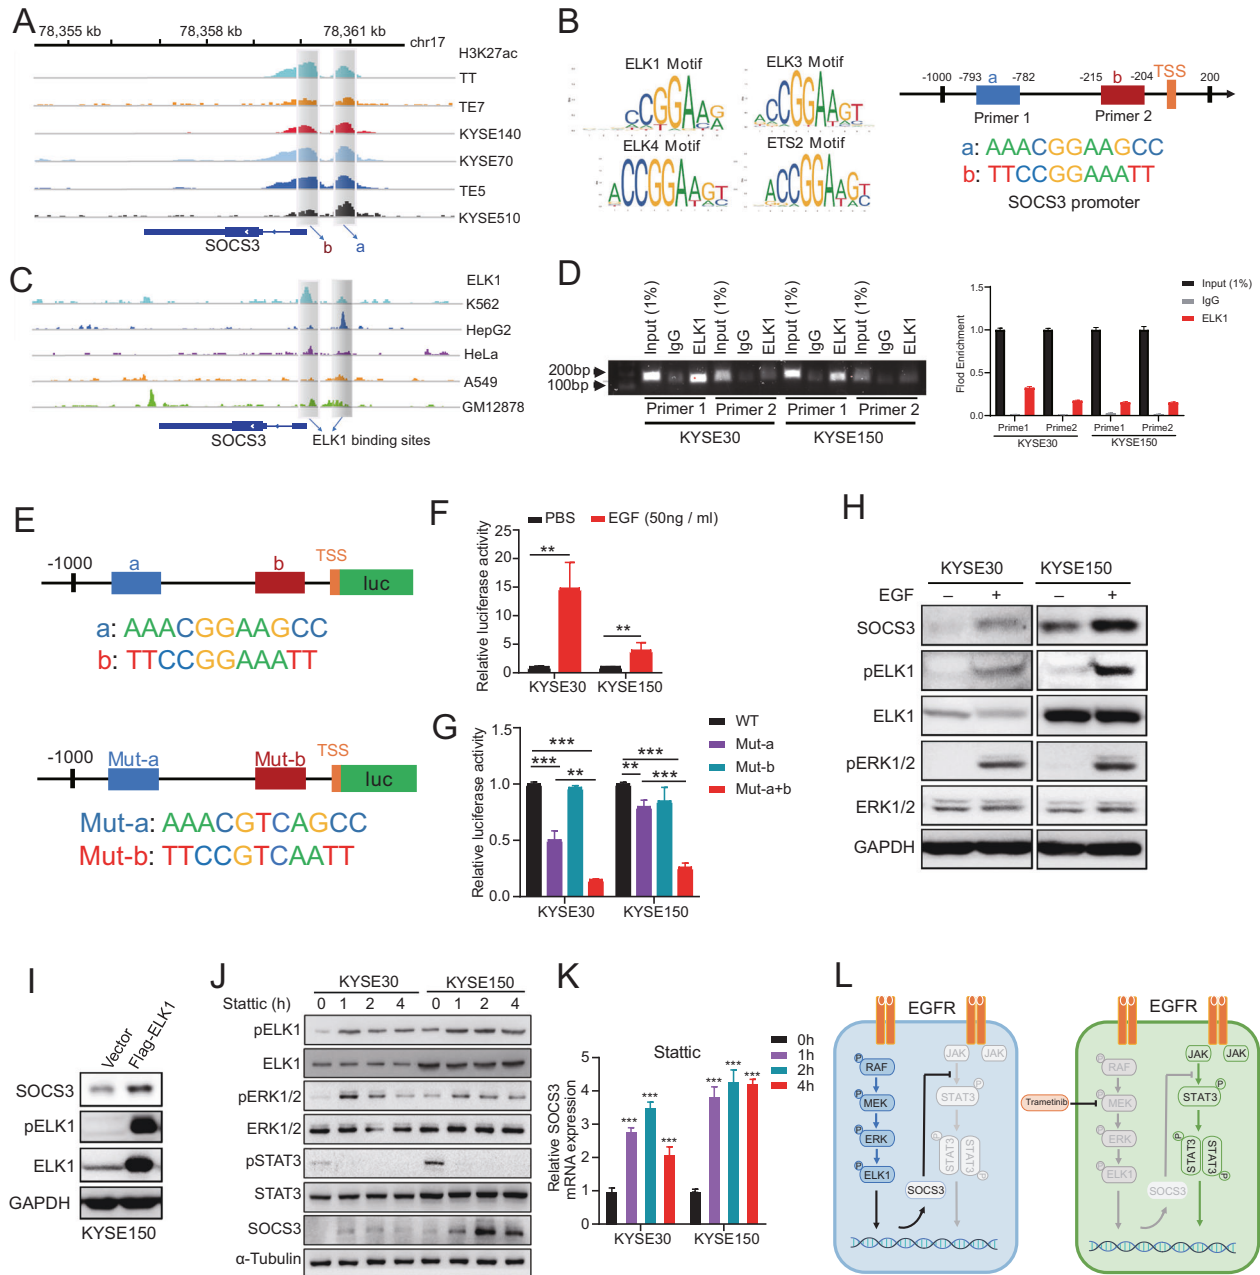 A
78,355 kb
78,358 kb
78,361 kb
chr17
H3K27ac
TT
TE7
KYSE140
KYSE70
TE5
KYSE510
SOCS3
b
a
B
ELK1 Motif
ELK3 Motif
CCGGAAG
CCGGAAGT
ELK4 Motif
ETS2 Motif
ACCGGAAGT
ACCGGAAGT
-1000
-793
a
-782
-215
b
-204
TSS
200
Primer 1
Primer 2
a: AAACGGAAGCC
b: TTCCGGAAATT
SOCS3 promoter
C
ELK1
K562
HepG2
HeLa
A549
GM12878
SOCS3
ELK1 binding sites
D
Input (1%)
IgG
ELK1
Input (1%)
IgG
ELK1
Input (1%)
IgG
ELK1
Input (1%)
IgG
ELK1
200bp
100bp
Primer 1
Primer 2
Primer 1
Primer 2
KYSE30
KYSE150
Flod Enrichment
1.5
1.0
0.5
0.0
Prime1
Prime2
Prime1
Prime2
KYSE30
KYSE150
Input (1%)
IgG
ELK1
E
-1000
a
b
TSS
luc
a: AAACGGAAGCC
b: TTCCGGAAATT
-1000
Mut-a
Mut-b
TSS
luc
Mut-a: AAACGTCAGCC
Mut-b: TTCCGTCAATT
F
PBS
EGF (50ng / ml)
Relative luciferase activity
25
20
15
10
5
0
**
**
KYSE30
KYSE150
G
Relative luciferase activity
1.5
1.0
0.5
0.0
***
***
**
***
**
***
KYSE30
KYSE150
WT
Mut-a
Mut-b
Mut-a+b
H
KYSE30
KYSE150
EGF
–
+
–
+
SOCS3
pELK1
ELK1
pERK1/2
ERK1/2
GAPDH
I
Vector
Flag-ELK1
SOCS3
pELK1
ELK1
GAPDH
KYSE150
J
KYSE30
KYSE150
Stattic (h)
0
1
2
4
0
1
2
4
pELK1
ELK1
pERK1/2
ERK1/2
pSTAT3
STAT3
SOCS3
α-Tubulin
K
Stattic
Relative SOCS3
mRNA expression
5
4
3
2
1
0
***
***
***
***
***
***
KYSE30
KYSE150
0h
1h
2h
4h
L
EGFR
P
RAF
P
MEK
P
ERK
P
ELK1
JAK
JAK
P
STAT3
P
STAT3
STAT3
P
SOCS3
EGFR
Trametinib
P
RAF
P
MEK
P
ERK
P
ELK1
JAK
JAK
P
STAT3
P
STAT3
STAT3
P
SOCS3